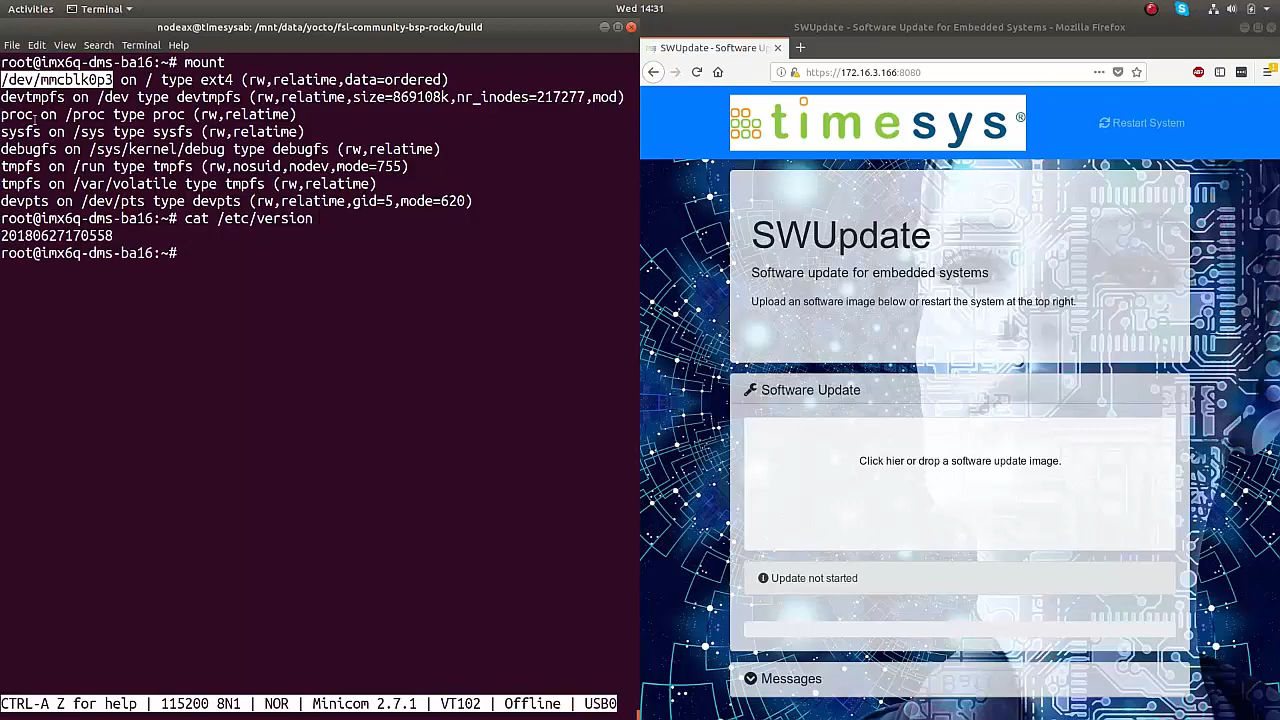 Activities Terminal Wed 14:31
nodeax@timesysab: /mnt/data/yocto/fsl-community-bsp-rocko/build
File Edit View Search Terminal Help
root@imx6q-dms-ba16:~# mount
/dev/mmcblk0p3 on / type ext4 (rw,relatime,data=ordered)
devtmpfs on /dev type devtmpfs (rw,relatime,size=869108k,nr_inodes=217277,mod)
proc on /proc type proc (rw,relatime)
sysfs on /sys type sysfs (rw,relatime)
debugfs on /sys/kernel/debug type debugfs (rw,relatime)
tmpfs on /run type tmpfs (rw,nosuid,nodev,mode=755)
tmpfs on /var/volatile type tmpfs (rw,relatime)
devpts on /dev/pts type devpts (rw,relatime,gid=5,mode=620)
root@imx6q-dms-ba16:~# cat /etc/version
20180627170558
root@imx6q-dms-ba16:~#
CTRL-A Z for help | 115200 8N1 | NOR | Minicom 2.7.1 | VT102 | Offline | USB0
SWUpdate - Software Update for Embedded Systems - Mozilla Firefox
SWUpdate - Software Up
https://172.16.3.166:8080
timesys®
Restart System
SWUpdate
Software update for embedded systems
Upload an software image below or restart the system at the top right.
Software Update
Click hier or drop a software update image.
Update not started
Messages